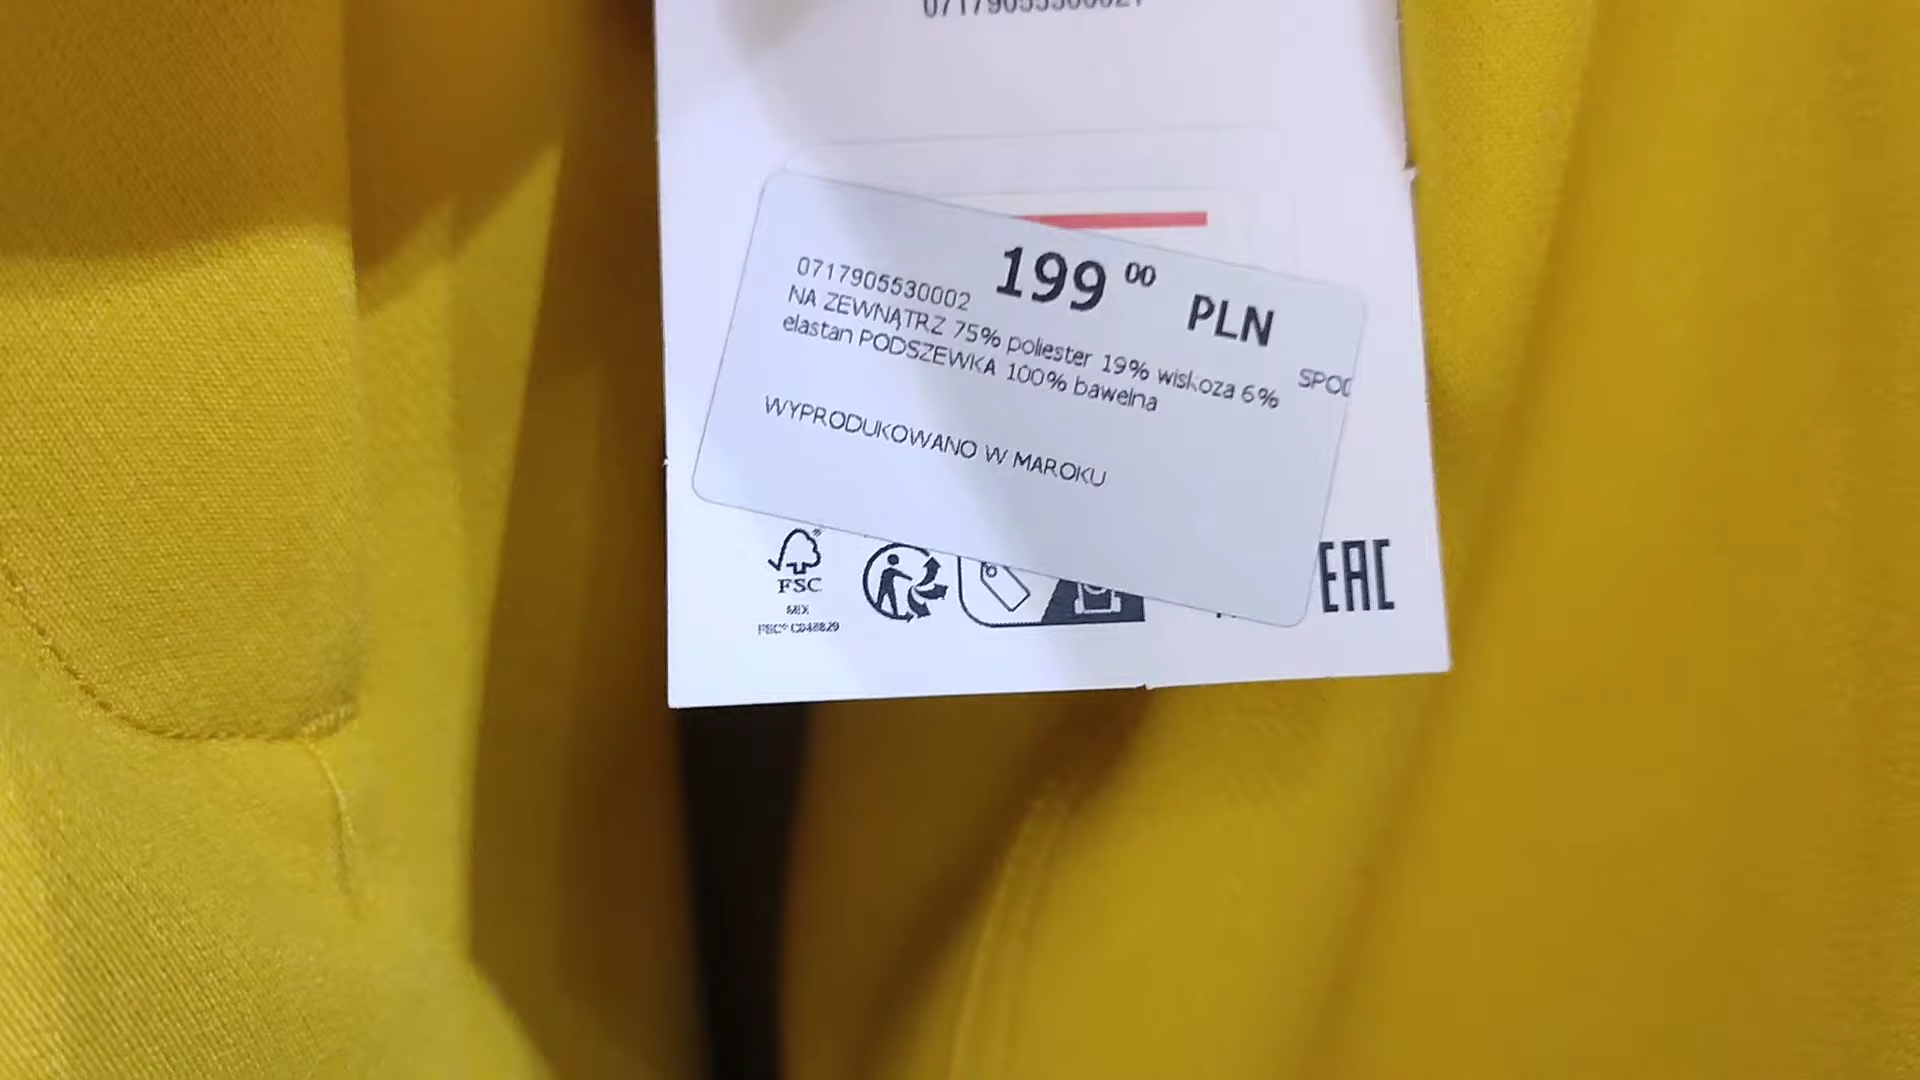 199 00 PLN
0717905530002
NA ZEWNĄTRZ 75% poliester 19% wiskoza 6%
SPOD
elastan PODSZEWKA 100% bawełna
WYPRODUKOWANO W MAROKU
FSC
MIX
EAC